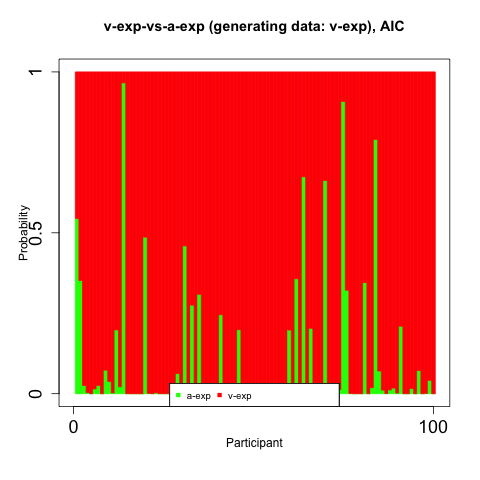 v-exp-vs-a-exp (generating data: v-exp), AIC
1
0.5
0
Probability
a-exp v-exp
0 100
Participant